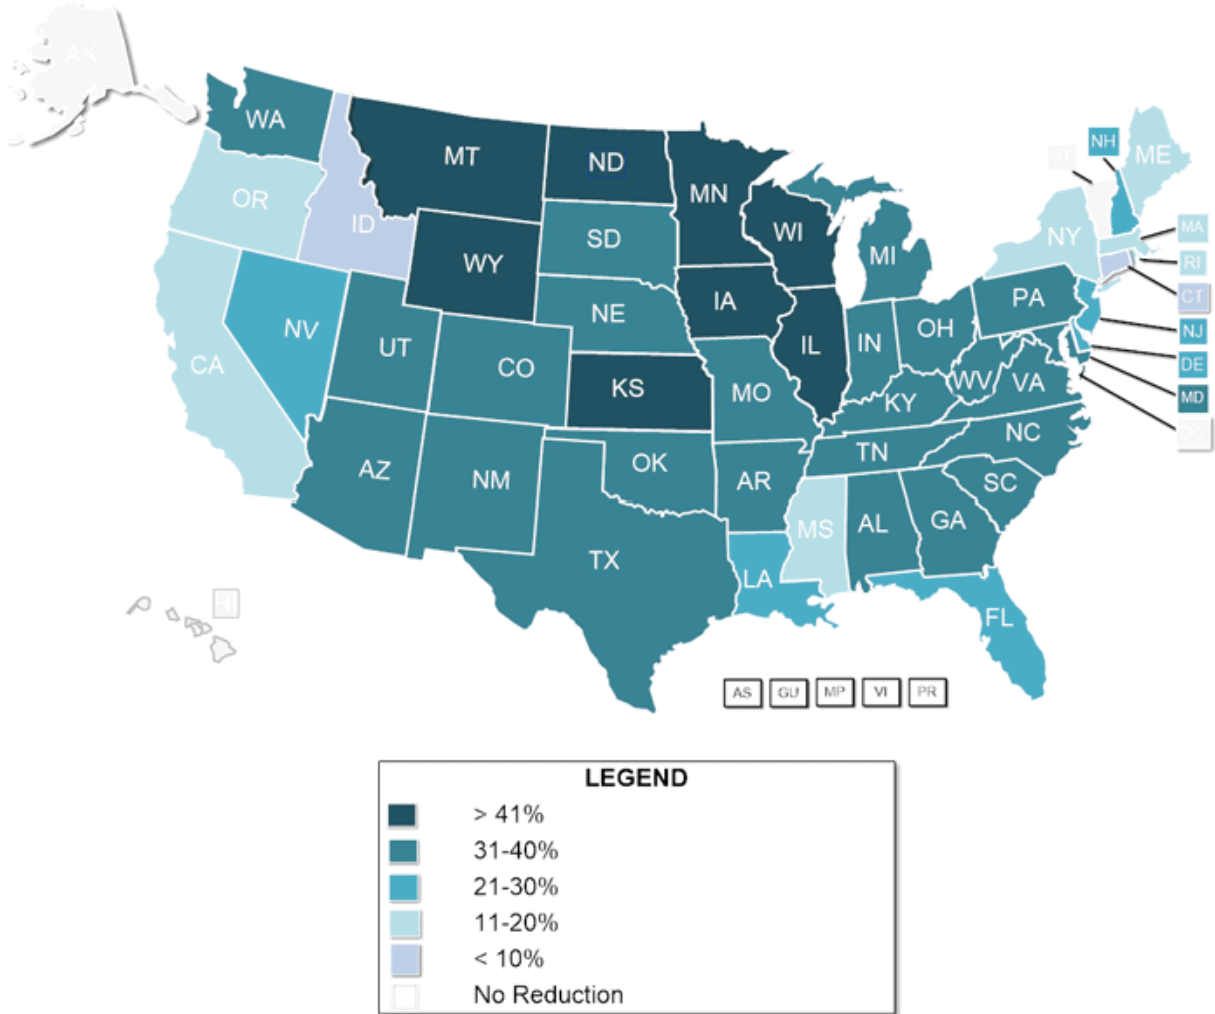 AK
WA
MT
ND
MN
VT
NH
ME
OR
ID
WY
SD
WI
MI
NY
MA
RI
CT
NJ
DE
MD
DC
NV
UT
CO
NE
IA
IL
IN
OH
PA
CA
KS
MO
KY
WV
VA
AZ
NM
OK
AR
TN
NC
SC
TX
LA
MS
AL
GA
FL
HI
AS GU MP VI PR
LEGEND
> 41%
31-40%
21-30%
11-20%
< 10%
No Reduction